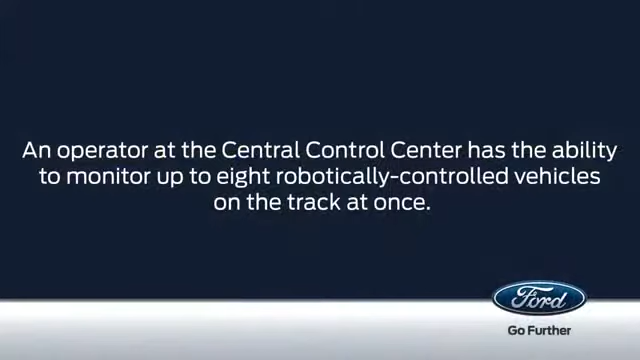 An operator at the Central Control Center has the ability
to monitor up to eight robotically-controlled vehicles
on the track at once.
Ford
Go Further